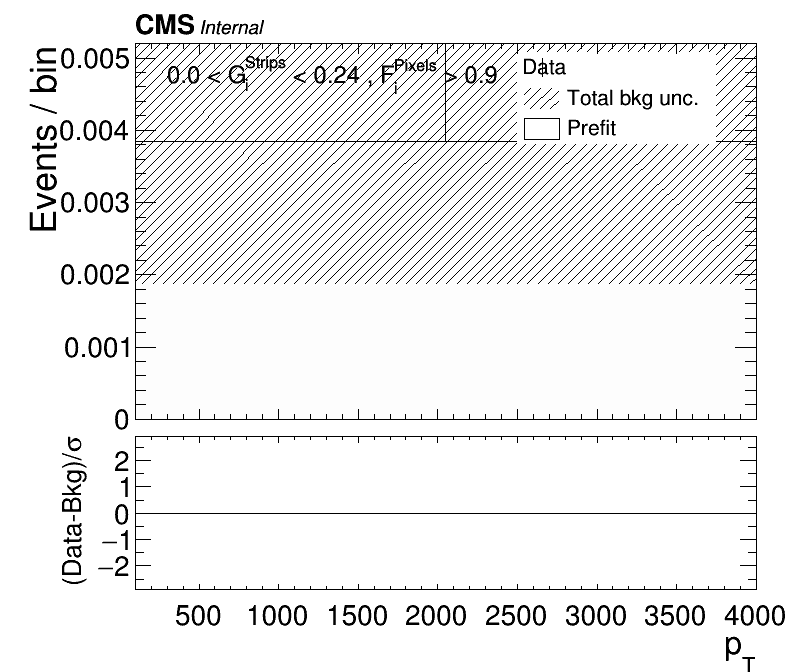 CMS Internal
Events / bin
0.005
0.004
0.003
0.002
0.001
0
0.0 < G_i^Strips < 0.24 , F_i^Pixels > 0.9
Data
Total bkg unc.
Prefit
(Data-Bkg)/σ
2
1
0
−1
−2
500 1000 1500 2000 2500 3000 3500 4000
p_T